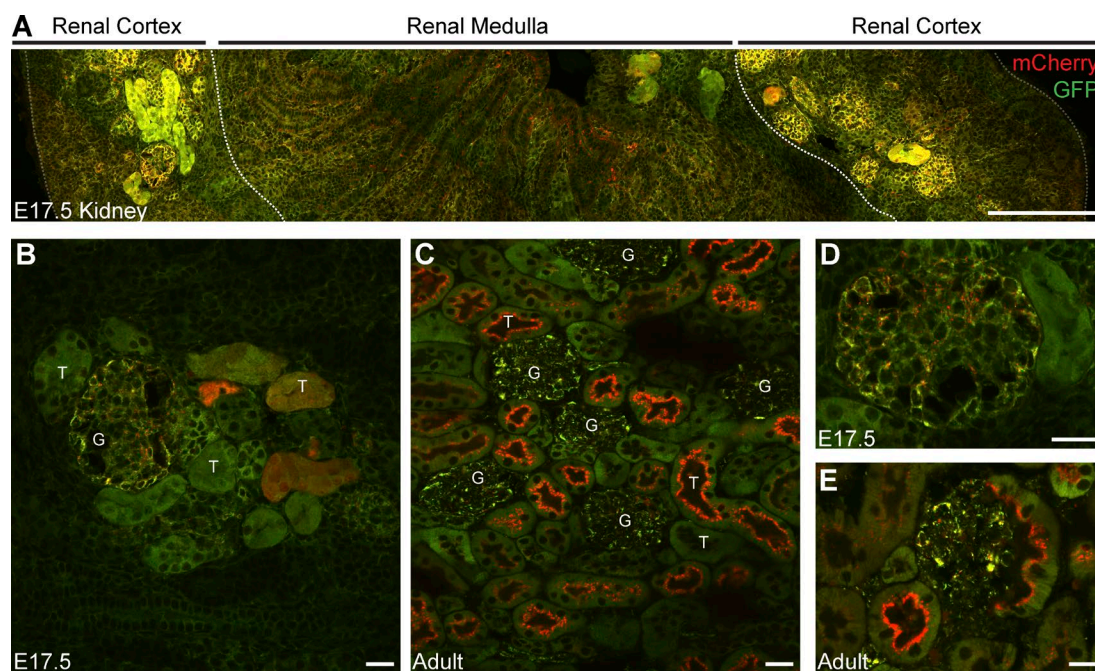 A
Renal Cortex
Renal Medulla
Renal Cortex
mCherry
GFP
E17.5 Kidney
B
T
T
G
T
E17.5
C
G
T
G
G
G
G
G
T
T
Adult
D
E17.5
E
Adult